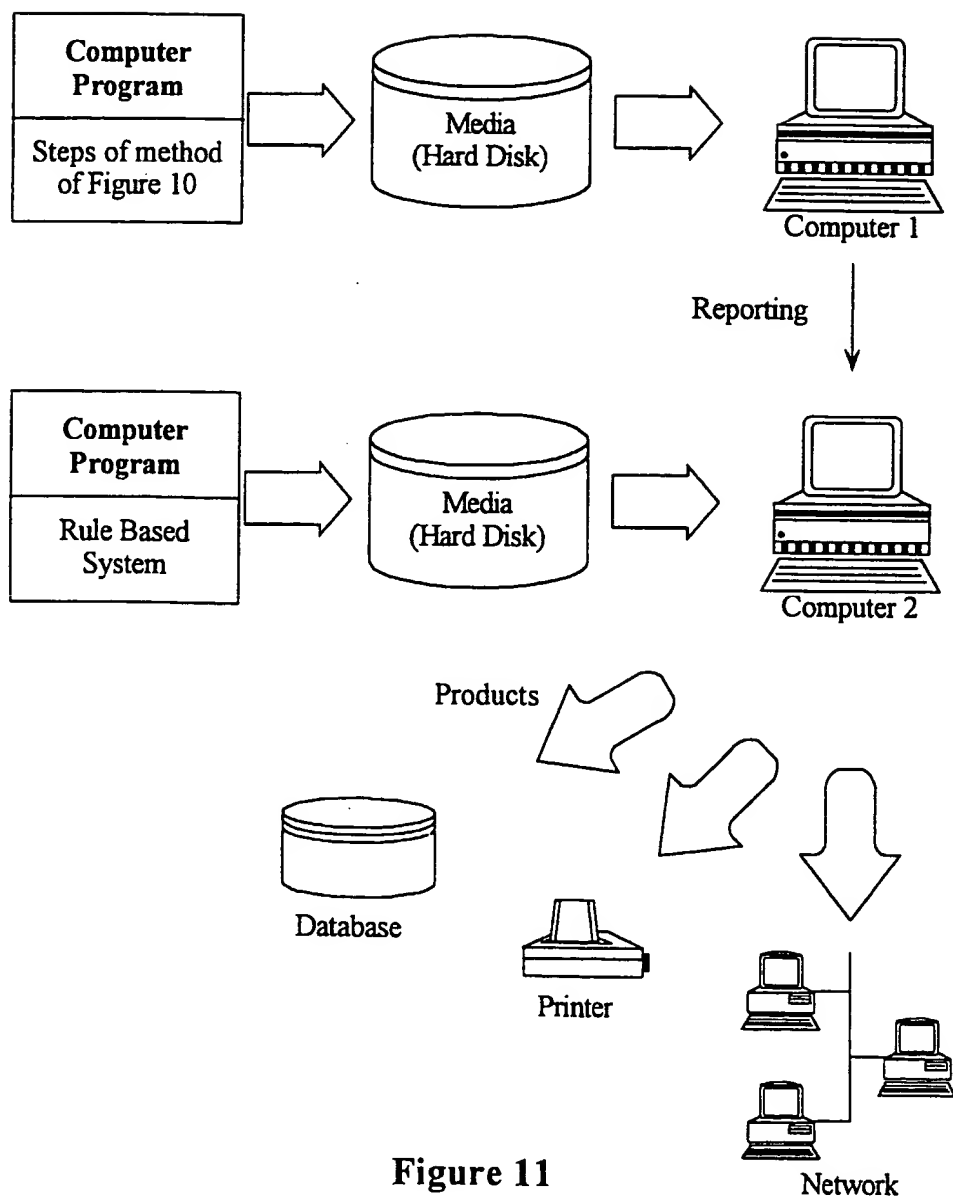 Computer
Program
Steps of method
of Figure 10
Media
(Hard Disk)
Computer 1
Reporting
Computer
Program
Rule Based
System
Media
(Hard Disk)
Computer 2
Products
Database
Printer
Network
Figure 11